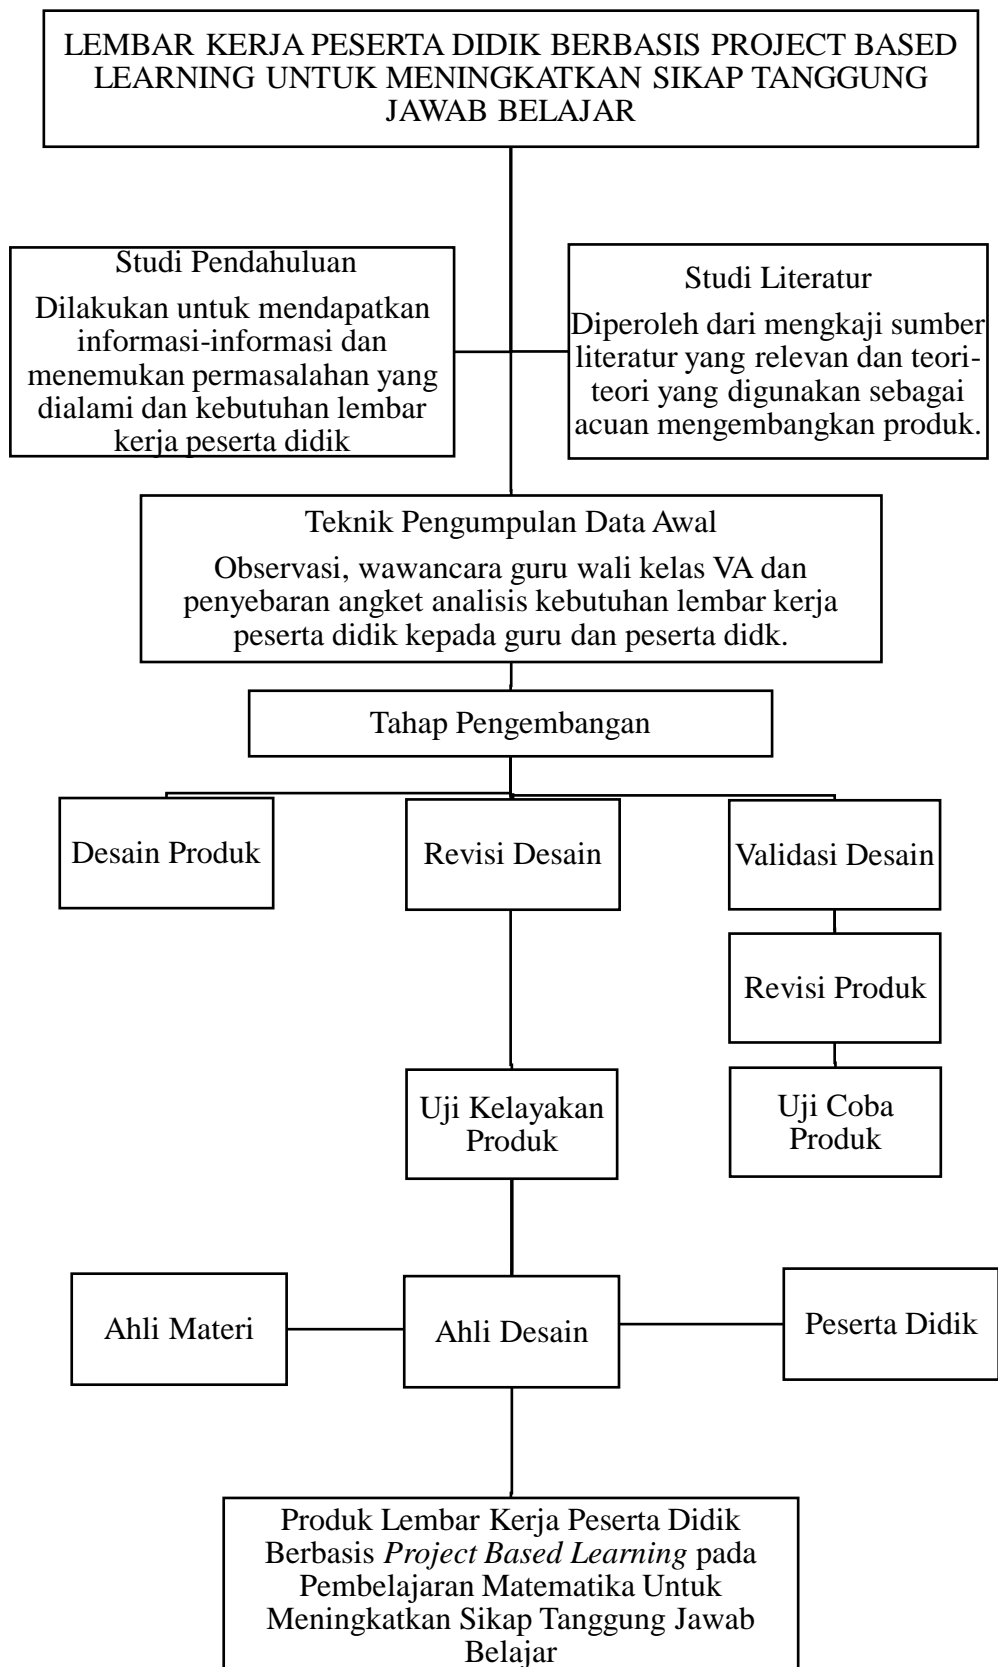 LEMBAR KERJA PESERTA DIDIK BERBASIS PROJECT BASED
LEARNING UNTUK MENINGKATKAN SIKAP TANGGUNG
JAWAB BELAJAR
Studi Pendahuluan
Dilakukan untuk mendapatkan
informasi-informasi dan
menemukan permasalahan yang
dialami dan kebutuhan lembar
kerja peserta didik
Studi Literatur
Diperoleh dari mengkaji sumber
literatur yang relevan dan teori-
teori yang digunakan sebagai
acuan mengembangkan produk.
Teknik Pengumpulan Data Awal
Observasi, wawancara guru wali kelas VA dan
penyebaran angket analisis kebutuhan lembar kerja
peserta didik kepada guru dan peserta didk.
Tahap Pengembangan
Desain Produk
Revisi Desain
Validasi Desain
Revisi Produk
Uji Kelayakan
Produk
Uji Coba
Produk
Ahli Materi
Ahli Desain
Peserta Didik
Produk Lembar Kerja Peserta Didik
Berbasis Project Based Learning pada
Pembelajaran Matematika Untuk
Meningkatkan Sikap Tanggung Jawab
Belajar